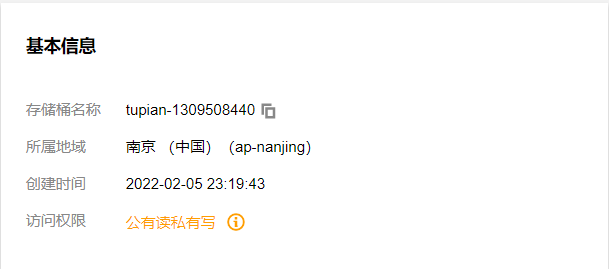 基本信息
存储桶名称 tupian-1309508440
所属地域 南京 （中国） （ap-nanjing）
创建时间 2022-02-05 23:19:43
访问权限 公有读私有写